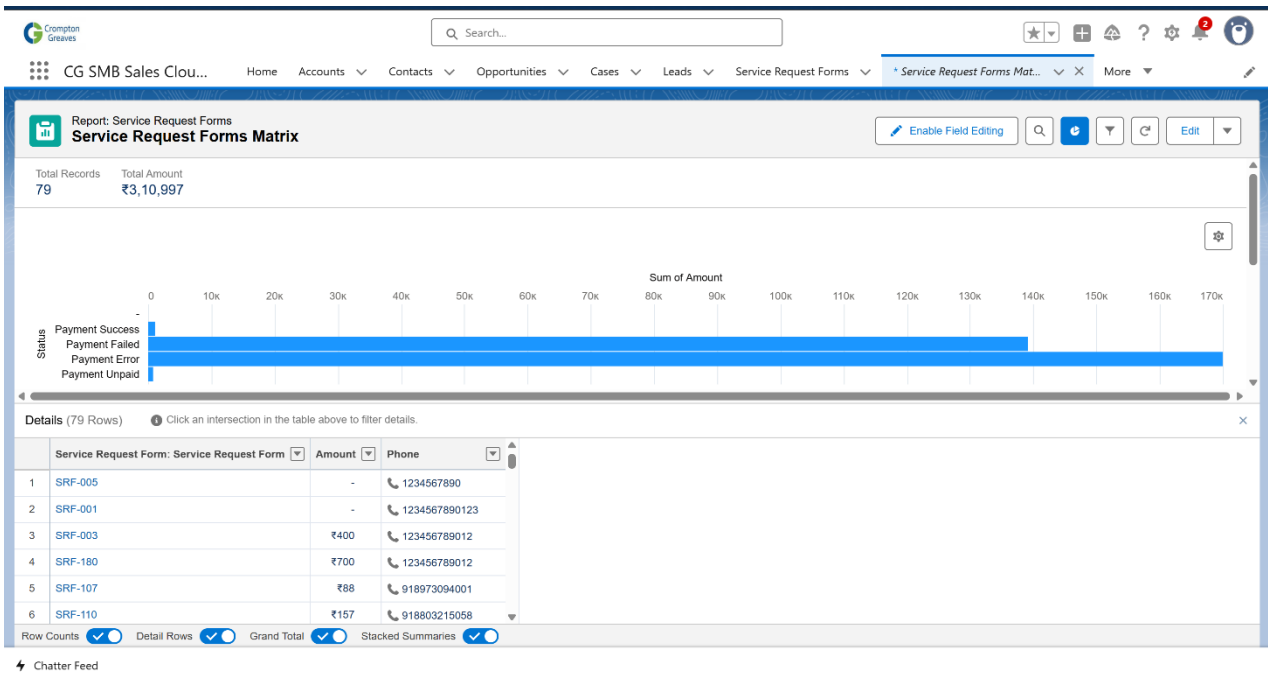 Crompton
Greaves
Search...
2
CG SMB Sales Clou... Home Accounts Contacts Opportunities Cases Leads Service Request Forms * Service Request Forms Mat... More
Report: Service Request Forms
Service Request Forms Matrix
Enable Field Editing Edit
Total Records Total Amount
79 ₹3,10,997
Sum of Amount
0 10K 20K 30K 40K 50K 60K 70K 80K 90K 100K 110K 120K 130K 140K 150K 160K 170K
Status
-
Payment Success
Payment Failed
Payment Error
Payment Unpaid
Details (79 Rows) Click an intersection in the table above to filter details.
Service Request Form: Service Request Form Amount Phone
1 SRF-005 - 1234567890
2 SRF-001 - 1234567890123
3 SRF-003 ₹400 123456789012
4 SRF-180 ₹700 123456789012
5 SRF-107 ₹88 918973094001
6 SRF-110 ₹157 918803215058
Row Counts Detail Rows Grand Total Stacked Summaries
Chatter Feed